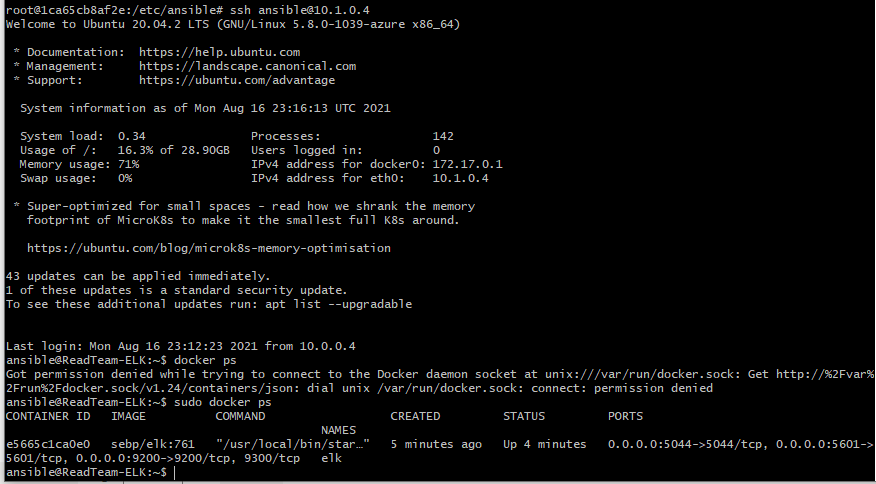 root@1ca65cb8af2e:/etc/ansible# ssh ansible@10.1.0.4
Welcome to Ubuntu 20.04.2 LTS (GNU/Linux 5.8.0-1039-azure x86_64)
* Documentation:  https://help.ubuntu.com
* Management:     https://landscape.canonical.com
* Support:        https://ubuntu.com/advantage
System information as of Mon Aug 16 23:16:13 UTC 2021
System load:  0.34               Processes:                142
Usage of /:   16.3% of 28.90GB   Users logged in:          0
Memory usage: 71%                IPv4 address for docker0: 172.17.0.1
Swap usage:   0%                 IPv4 address for eth0:    10.1.0.4
* Super-optimized for small spaces - read how we shrank the memory
footprint of MicroK8s to make it the smallest full K8s around.
https://ubuntu.com/blog/microk8s-memory-optimisation
43 updates can be applied immediately.
1 of these updates is a standard security update.
To see these additional updates run: apt list --upgradable
Last login: Mon Aug 16 23:12:23 2021 from 10.0.0.4
ansible@ReadTeam-ELK:~$ docker ps
Got permission denied while trying to connect to the Docker daemon socket at unix:///var/run/docker.sock: Get http://%2Fvar%
2Frun%2Fdocker.sock/v1.24/containers/json: dial unix /var/run/docker.sock: connect: permission denied
ansible@ReadTeam-ELK:~$ sudo docker ps
CONTAINER ID   IMAGE          COMMAND                  CREATED         STATUS         PORTS
NAMES
e5665c1ca0e0   sebp/elk:761   "/usr/local/bin/star…"   5 minutes ago   Up 4 minutes   0.0.0.0:5044->5044/tcp, 0.0.0.0:5601->
5601/tcp, 0.0.0.0:9200->9200/tcp, 9300/tcp   elk
ansible@ReadTeam-ELK:~$